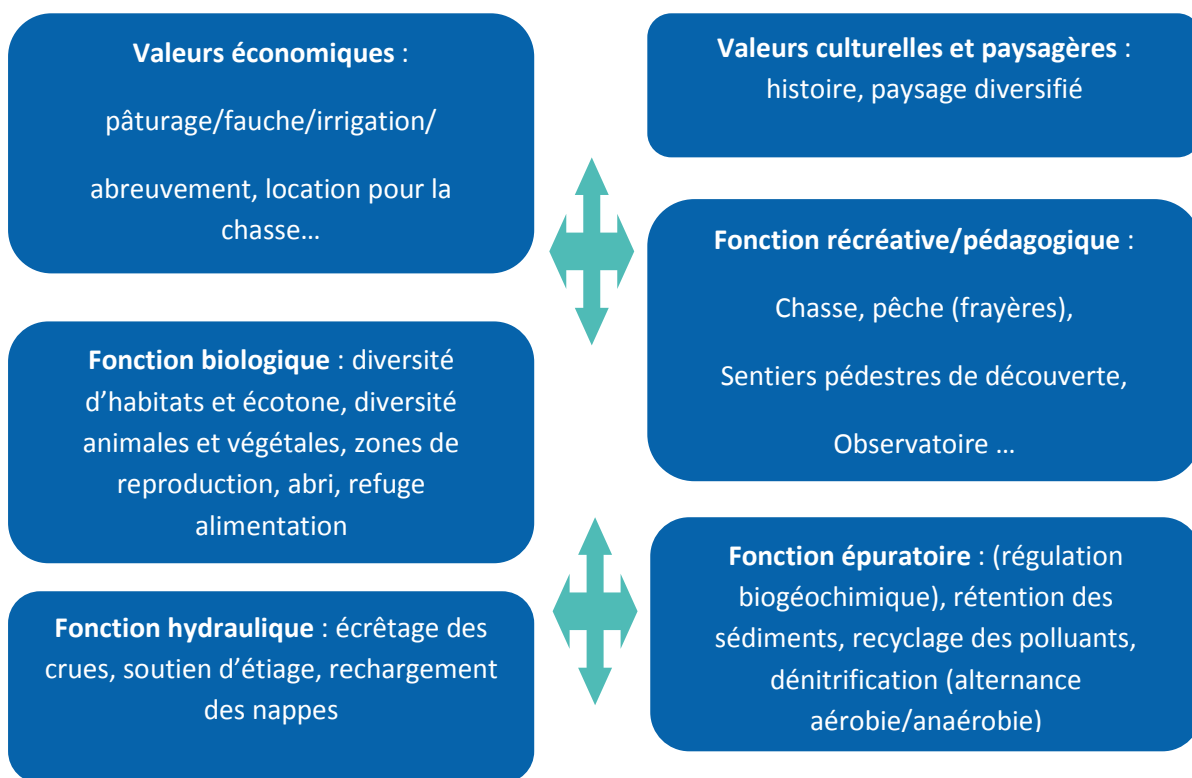 Valeurs économiques :
pâturage/fauche/irrigation/
abreuvement, location pour la
chasse…
Fonction biologique : diversité
d’habitats et écotone, diversité
animales et végétales, zones de
reproduction, abri, refuge
alimentation
Fonction hydraulique : écrêtage des
crues, soutien d’étiage, rechargement
des nappes
Valeurs culturelles et paysagères :
histoire, paysage diversifié
Fonction récréative/pédagogique :
Chasse, pêche (frayères),
Sentiers pédestres de découverte,
Observatoire …
Fonction épuratoire : (régulation
biogéochimique), rétention des
sédiments, recyclage des polluants,
dénitrification (alternance
aérobie/anaérobie)